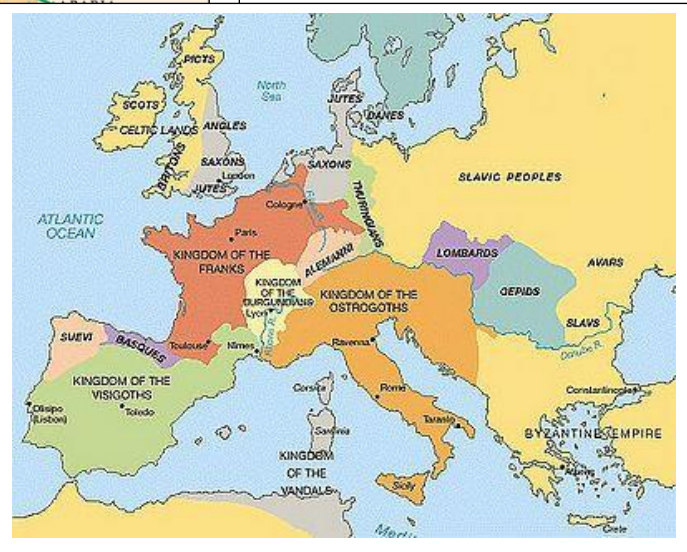 PICTS
North
Sea
SCOTS
CELTIC LANDS
ANGLES
BRITONS
SAXONS
London
JUTES
JUTES
DANES
SAXONS
SLAVIC PEOPLES
THURINGIANS
Cologne
ATLANTIC
OCEAN
Paris
KINGDOM OF THE
FRANKS
ALEMANNI
LOMBARDS
AVARS
GEPIDS
KINGDOM
OF THE
BURGUNDIANS
Lyon
KINGDOM OF THE
OSTROGOTHS
SLAVS
Danube R.
SUEVI
BASQUES
Toulouse
Nîmes
Rhone R.
Ravenna
KINGDOM OF THE
VISIGOTHS
Toledo
Olisipo
(Lisbon)
Corsica
Rome
Constantinople
Taranto
Sardinia
BYZANTINE EMPIRE
Athens
KINGDOM
OF THE
VANDALS
Sicily
Crete